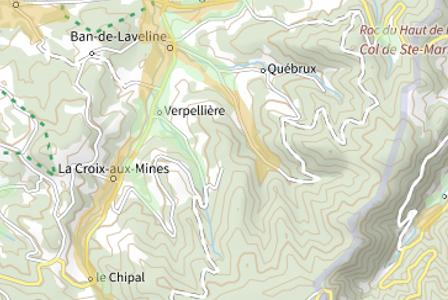 Roc du Haut de
Ban-de-Laveline
Col de Ste-Mar
Québrux
Verpellière
La Croix-aux-Mines
le Chipal